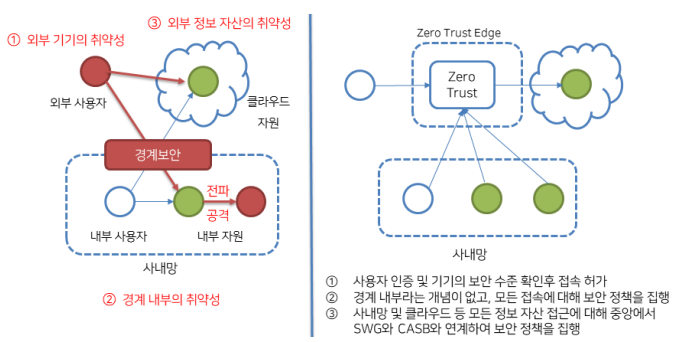 ③ 외부 정보 자산의 취약성
① 외부 기기의 취약성
외부 사용자
클라우드
자원
경계보안
전파
공격
내부 사용자
내부 자원
사내망
② 경계 내부의 취약성
Zero Trust Edge
Zero
Trust
사내망
① 사용자 인증 및 기기의 보안 수준 확인후 접속 허가
② 경계 내부라는 개념이 없고, 모든 접속에 대해 보안 정책을 집행
③ 사내망 및 클라우드 등 모든 정보 자산 접근에 대해 중앙에서
SWG와 CASB와 연계하여 보안 정책을 집행